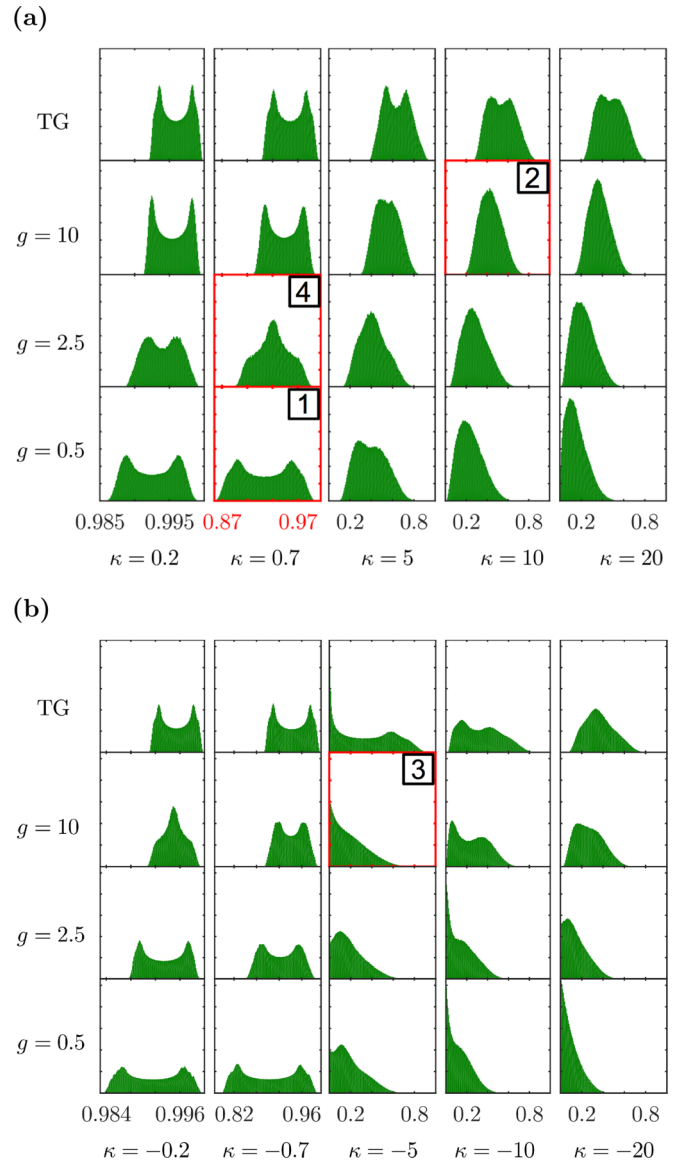 (a)
TG
2
g = 10
4
g = 2.5
1
g = 0.5
0.985 0.995 0.87 0.97 0.2 0.8 0.2 0.8 0.2 0.8
κ = 0.2 κ = 0.7 κ = 5 κ = 10 κ = 20
(b)
TG
3
g = 10
g = 2.5
g = 0.5
0.984 0.996 0.82 0.96 0.2 0.8 0.2 0.8 0.2 0.8
κ = −0.2 κ = −0.7 κ = −5 κ = −10 κ = −20